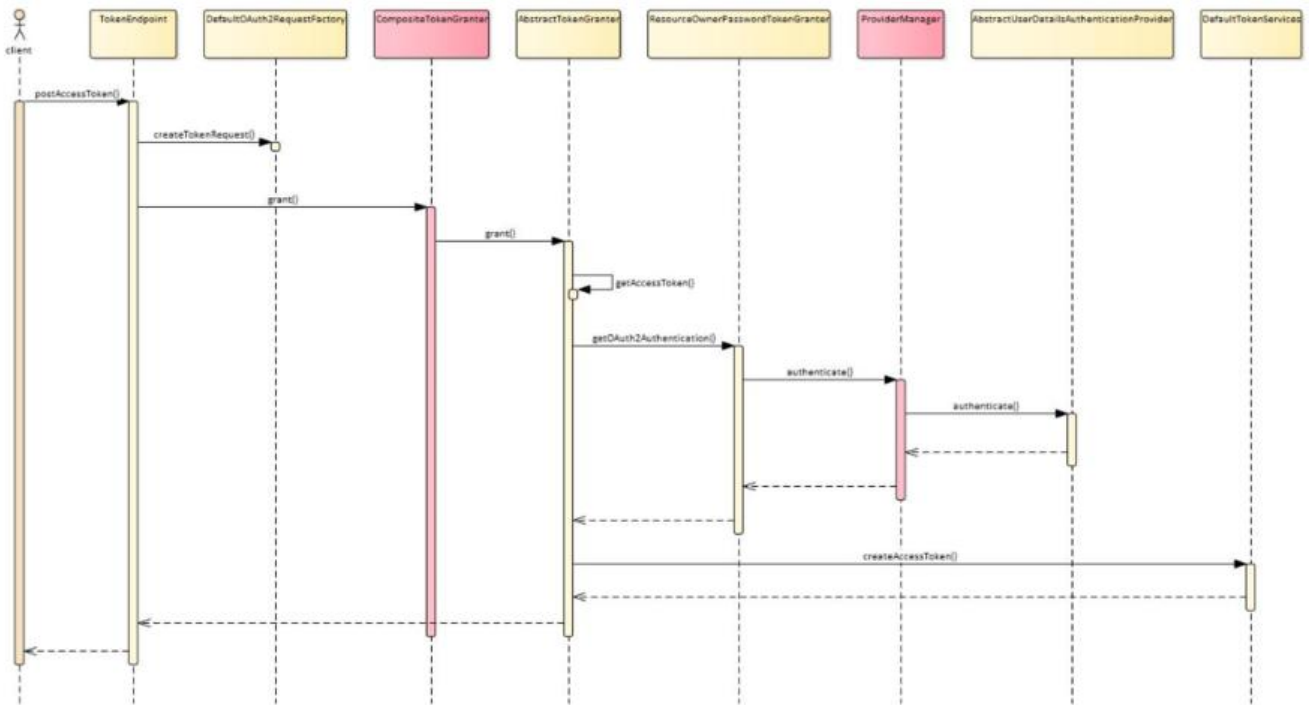 client
TokenEndpoint
DefaultOAuth2RequestFactory
CompositeTokenGranter
AbstractTokenGranter
ResourceOwnerPasswordTokenGranter
ProviderManager
AbstractUserDetailsAuthenticationProvider
DefaultTokenServices
postAccessToken()
createTokenRequest()
grant()
grant()
getAccessToken()
getOAuth2Authentication()
authenticate()
authenticate()
createAccessToken()